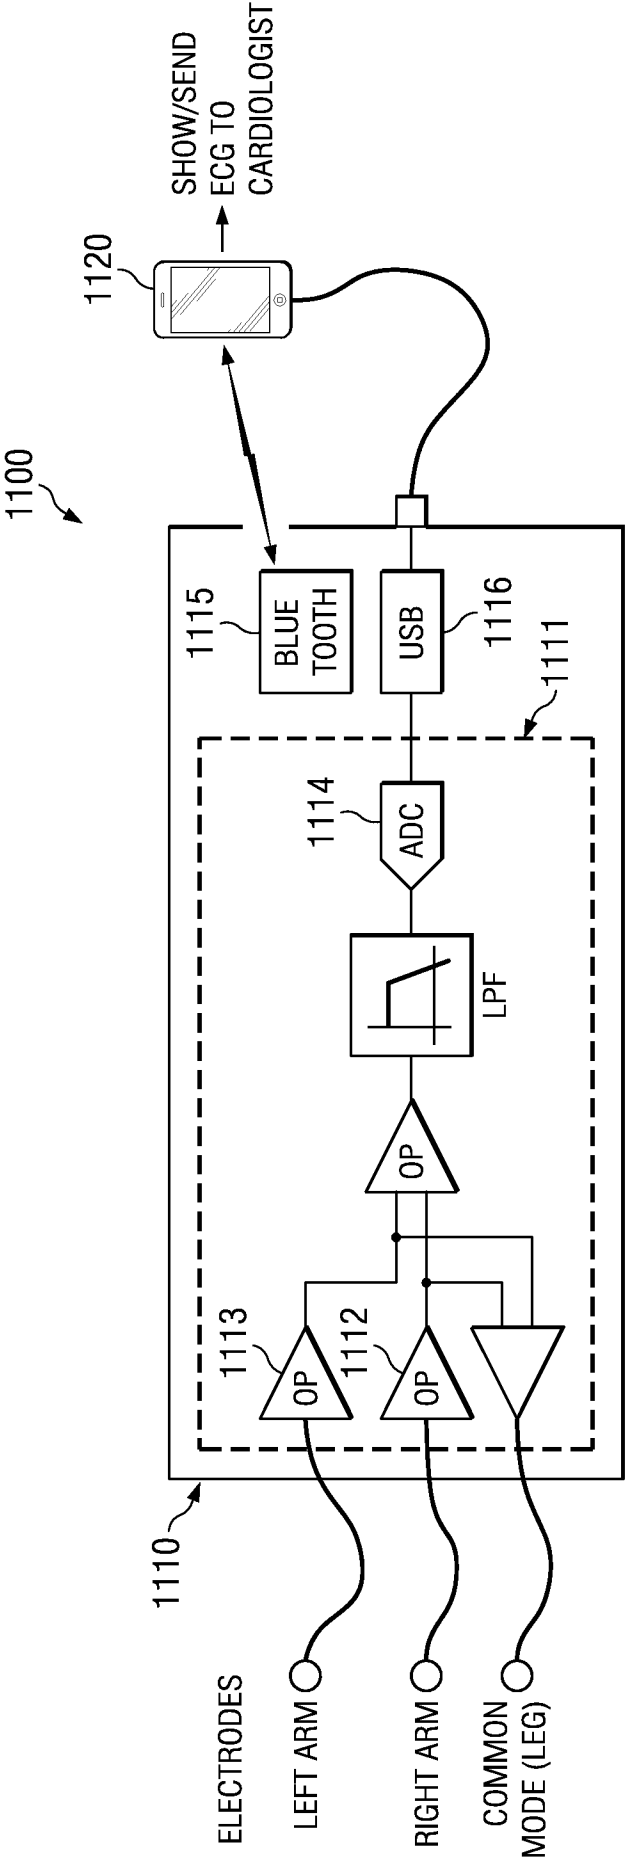 1100
1110
ELECTRODES
LEFT ARM
RIGHT ARM
COMMON
MODE (LEG)
1113
OP
1112
OP
OP
LPF
1114
ADC
1111
1115
BLUE
TOOTH
USB
1116
1120
SHOW/SEND
ECG TO
CARDIOLOGIST